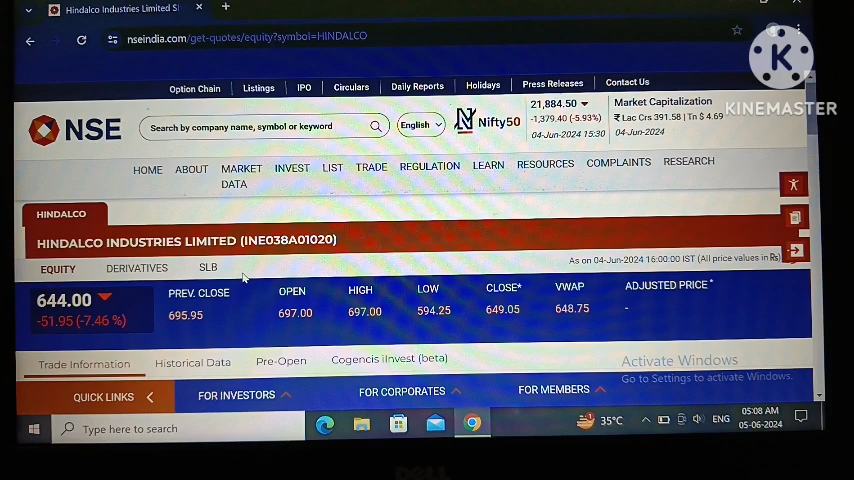 Hindalco Industries Limited S
nseindia.com/get-quotes/equity?symbol=HINDALCO
Option Chain Listings IPO Circulars Daily Reports Holidays Press Releases Contact Us
NSE
Search by company name, symbol or keyword
English
Nifty50
21,884.50
-1,379.40 (-5.93%)
04-Jun-2024 15:30
Market Capitalization
₹ Lac Crs 391.58 | Tn $ 4.69
04-Jun-2024
K
KINEMASTER
HOME ABOUT MARKET DATA INVEST LIST TRADE REGULATION LEARN RESOURCES COMPLAINTS RESEARCH
HINDALCO
HINDALCO INDUSTRIES LIMITED (INE038A01020)
EQUITY DERIVATIVES SLB
As on 04-Jun-2024 16:00:00 IST (All price values in ₹)
644.00
-51.95 (-7.46 %)
PREV. CLOSE OPEN HIGH LOW CLOSE* VWAP ADJUSTED PRICE*
695.95 697.00 697.00 594.25 649.05 648.75 -
Trade Information Historical Data Pre-Open Cogencis iInvest (beta)
Activate Windows
Go to Settings to activate Windows.
QUICK LINKS FOR INVESTORS FOR CORPORATES FOR MEMBERS
Type here to search
1
35°C
ENG
05:08 AM
05-06-2024